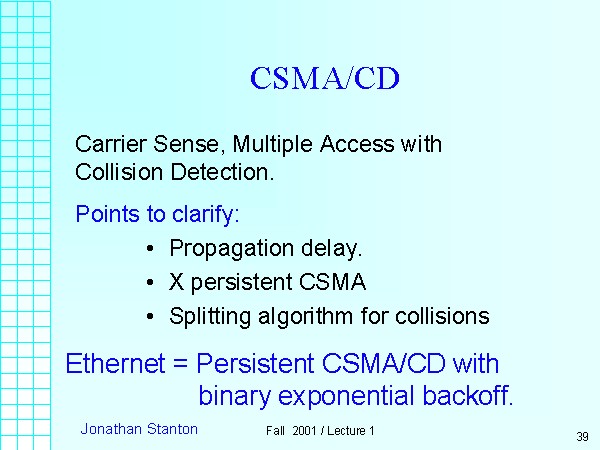 CSMA/CD
Carrier Sense, Multiple Access with
Collision Detection.
Points to clarify:
• Propagation delay.
• X persistent CSMA
• Splitting algorithm for collisions
Ethernet = Persistent CSMA/CD with
binary exponential backoff.
Jonathan Stanton
Fall 2001 / Lecture 1
39